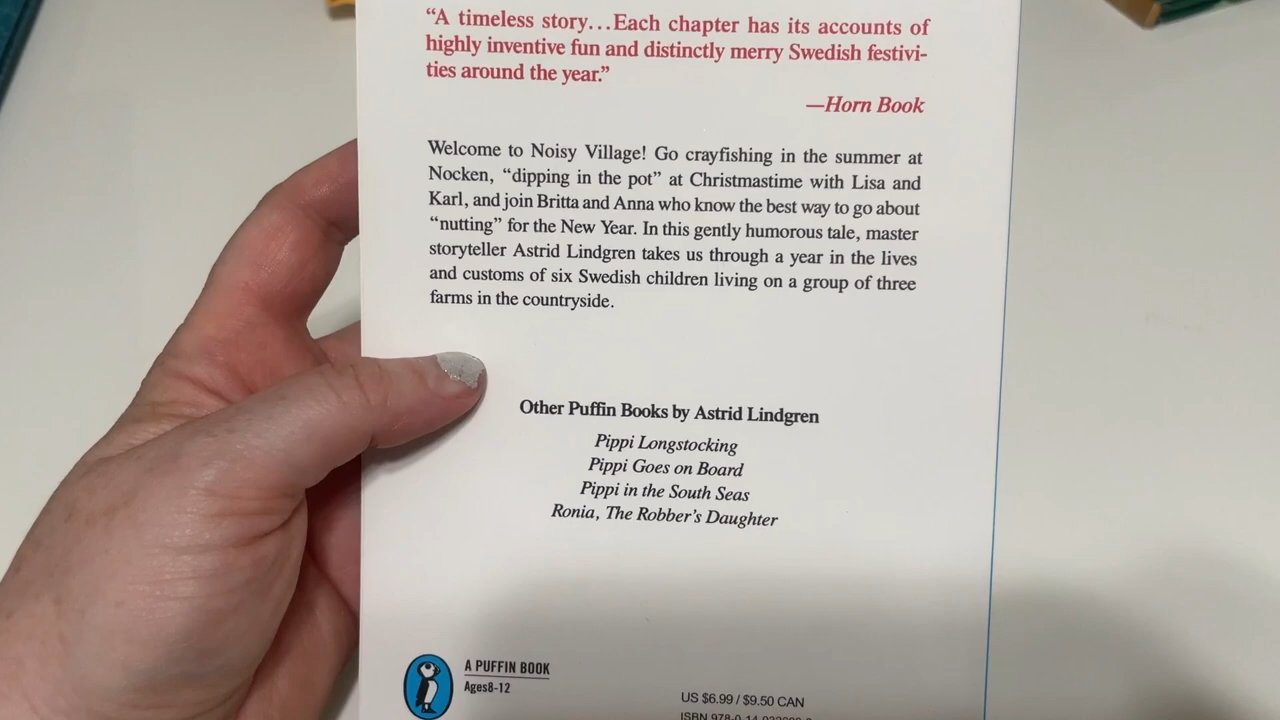 “A timeless story…Each chapter has its accounts of
highly inventive fun and distinctly merry Swedish festivi-
ties around the year.”
—Horn Book
Welcome to Noisy Village! Go crayfishing in the summer at
Nocken, “dipping in the pot” at Christmastime with Lisa and
Karl, and join Britta and Anna who know the best way to go about
“nutting” for the New Year. In this gently humorous tale, master
storyteller Astrid Lindgren takes us through a year in the lives
and customs of six Swedish children living on a group of three
farms in the countryside.
Other Puffin Books by Astrid Lindgren
Pippi Longstocking
Pippi Goes on Board
Pippi in the South Seas
Ronia, The Robber’s Daughter
A PUFFIN BOOK
Ages8-12
US $6.99 / $9.50 CAN
ISBN 978-0-14